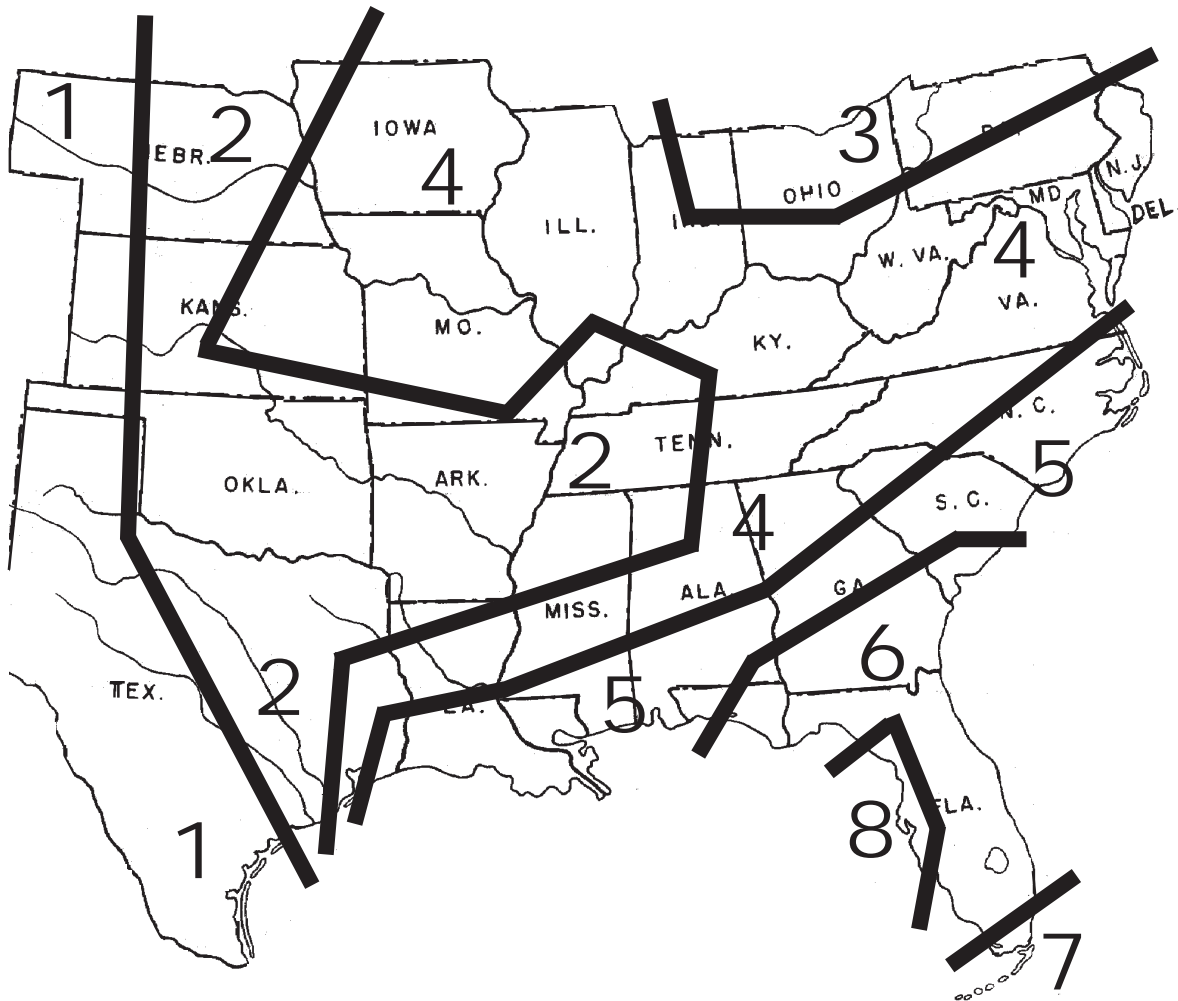 1
2
EBR.
IOWA
4
3
OHIO
N.J.
MD
DEL.
ILL.
W. VA.
4
VA.
KANS.
MO.
KY.
N. C.
TENN.
2
5
OKLA.
ARK.
4
S. C.
MISS.
ALA.
GA
6
TEX.
2
LA.
5
FLA.
8
1
7